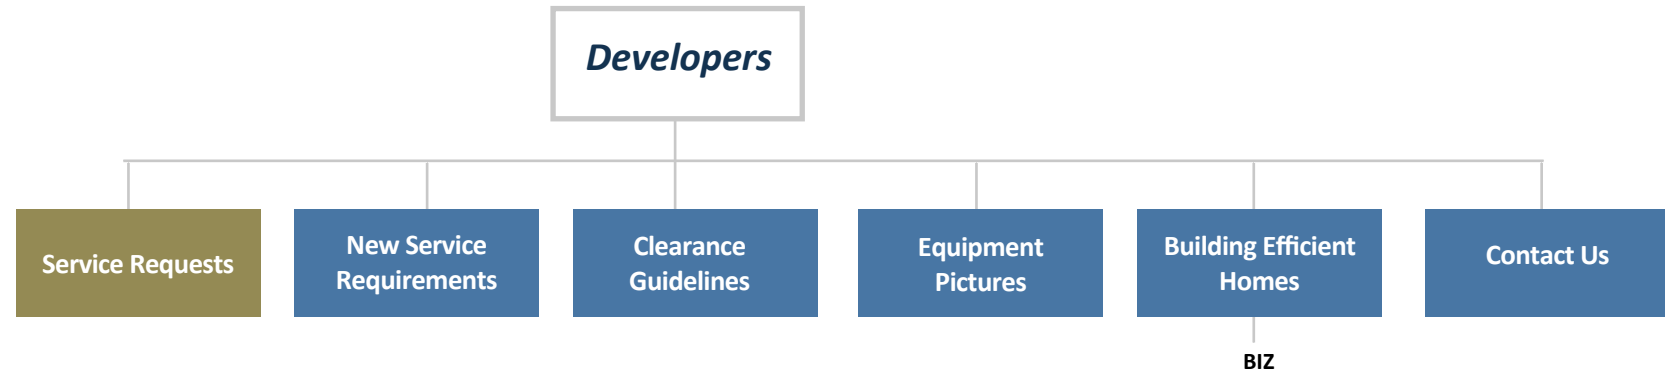 Developers
Service Requests
New Service
Requirements
Clearance
Guidelines
Equipment
Pictures
Building Efficient
Homes
Contact Us
BIZ